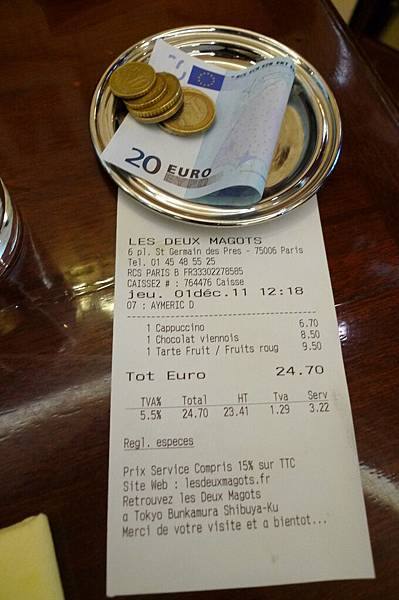 20 EURO
LES DEUX MAGOTS
6 pl. St Germain des Pres - 75006 Paris
Tel. 01 45 48 55 25
RCS PARIS B FR33302278585
CAISSE2 # : 764476 Caisse
jeu. 01déc.11 12:18
07 : AYMERIC D
1 Cappuccino 6.70
1 Chocolat viennois 8.50
1 Tarte Fruit / Fruits roug 9.50
Tot Euro 24.70
TVA% Total HT Tva Serv
5.5% 24.70 23.41 1.29 3.22
Regl. especes
Prix Service Compris 15% sur TTC
Site Web : lesdeuxmagots.fr
Retrouvez les Deux Magots
a Tokyo Bunkamura Shibuya-Ku
Merci de votre visite et a bientot...